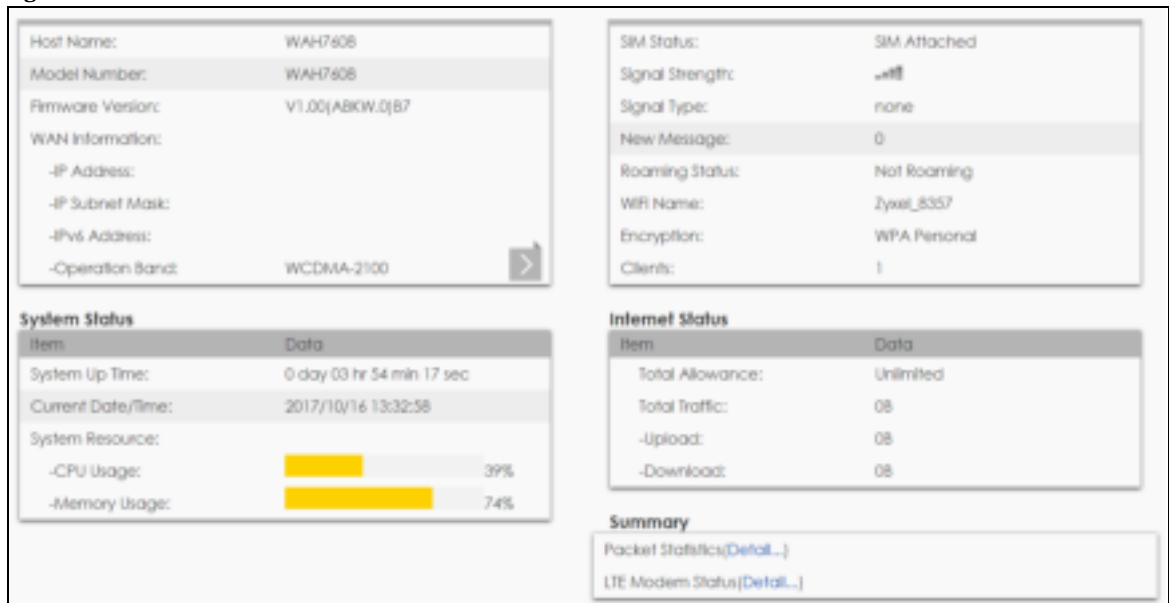 Host Name: WAH7608
Model Number: WAH7608
Firmware Version: V1.00(ABKW.0)B7
WAN Information:
-IP Address:
-IP Subnet Mask:
-IPv6 Address:
-Operation Band: WCDMA-2100
SIM Status: SIM Attached
Signal Strength:
Signal Type: none
New Message: 0
Roaming Status: Not Roaming
WiFi Name: Zyxel_8357
Encryption: WPA Personal
Clients: 1
System Status
Item Data
System Up Time: 0 day 03 hr 54 min 17 sec
Current Date/Time: 2017/10/16 13:32:58
System Resource:
-CPU Usage: 39%
-Memory Usage: 74%
Internet Status
Item Data
Total Allowance: Unlimited
Total Traffic: 0B
-Upload: 0B
-Download: 0B
Summary
Packet Statistics(Detail...)
LTE Modem Status(Detail...)